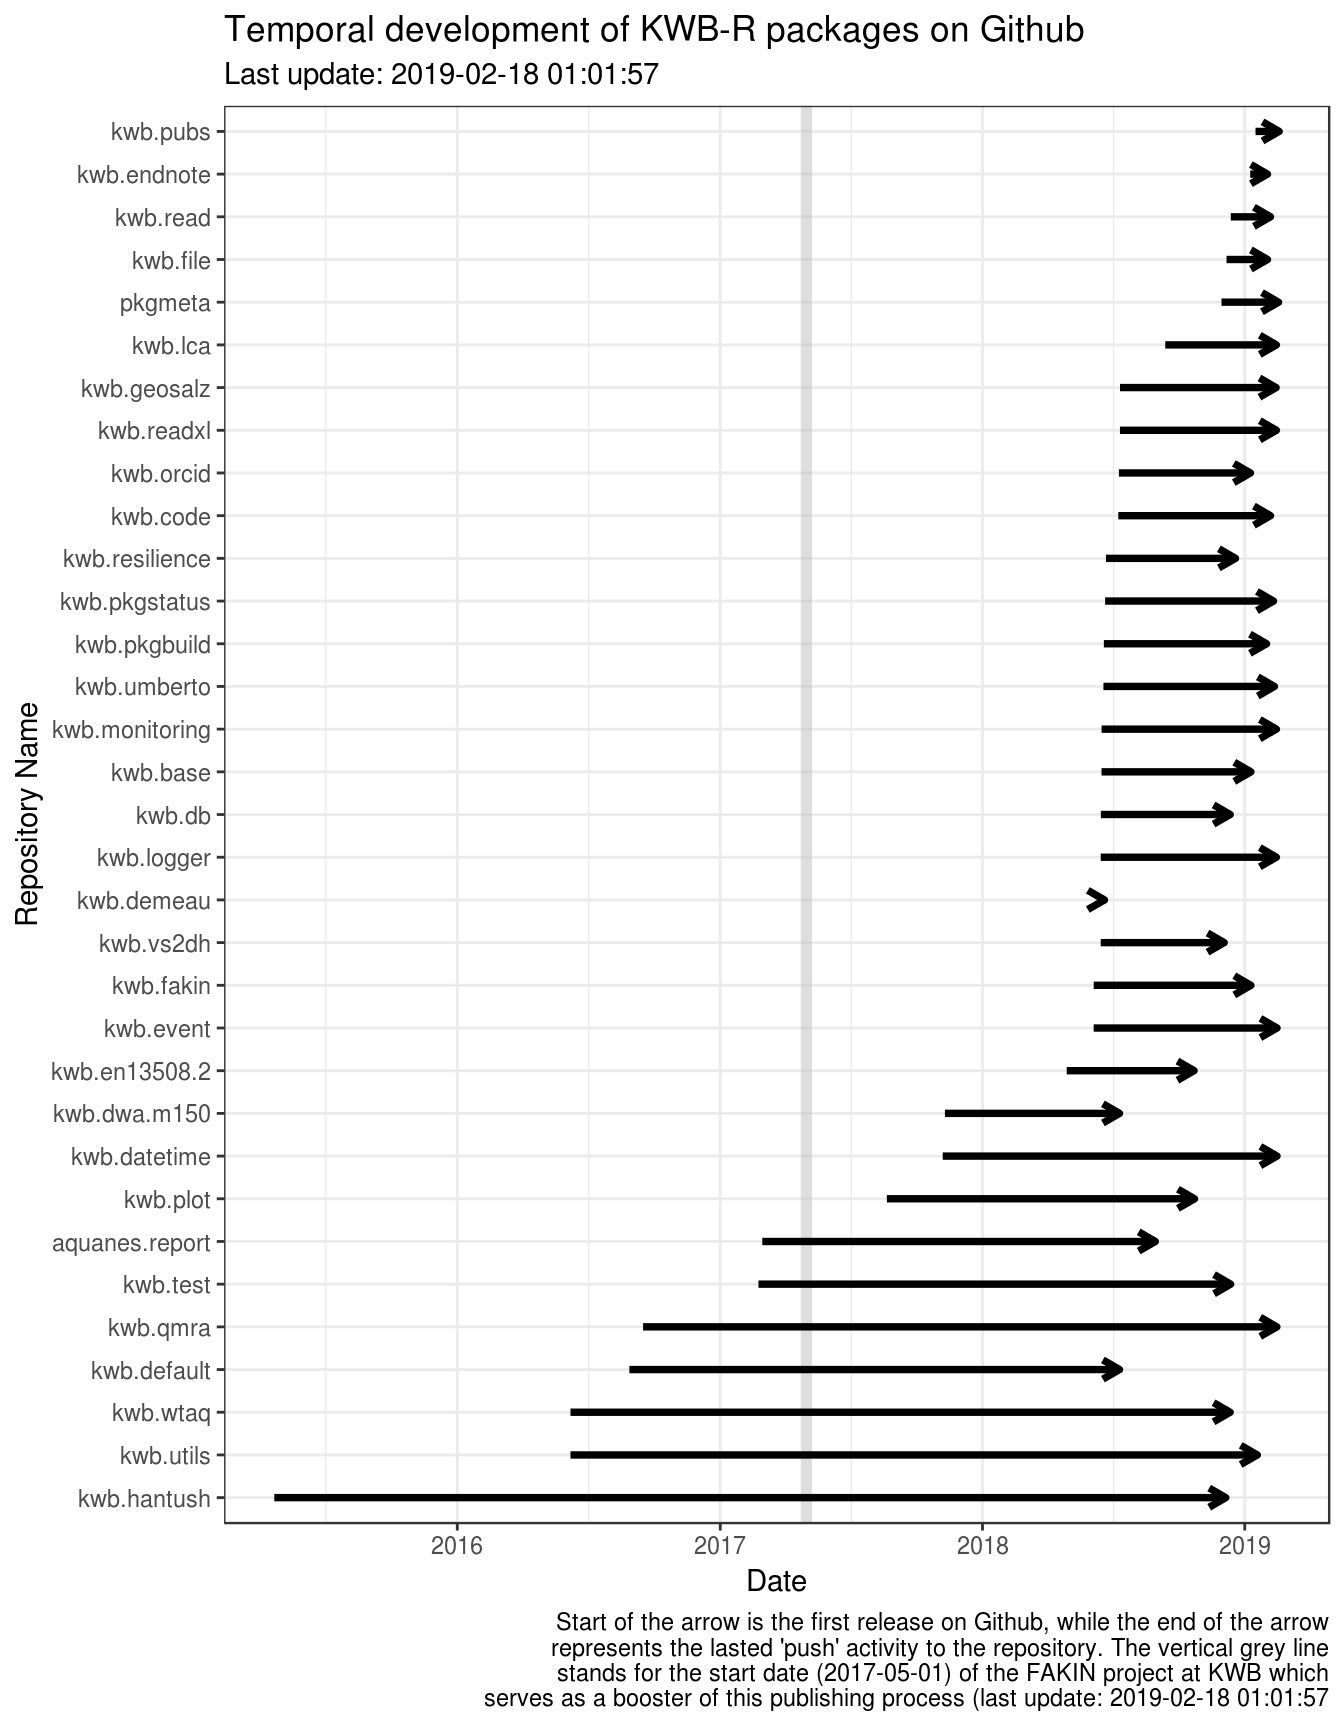 Temporal development of KWB-R packages on Github
Last update: 2019-02-18 01:01:57
kwb.pubs
kwb.endnote
kwb.read
kwb.file
pkgmeta
kwb.lca
kwb.geosalz
kwb.readxl
kwb.orcid
kwb.code
kwb.resilience
kwb.pkgstatus
kwb.pkgbuild
kwb.umberto
kwb.monitoring
kwb.base
kwb.db
kwb.logger
kwb.demeau
kwb.vs2dh
kwb.fakin
kwb.event
kwb.en13508.2
kwb.dwa.m150
kwb.datetime
kwb.plot
aquanes.report
kwb.test
kwb.qmra
kwb.default
kwb.wtaq
kwb.utils
kwb.hantush
Repository Name
2016 2017 2018 2019
Date
Start of the arrow is the first release on Github, while the end of the arrow
represents the lasted 'push' activity to the repository. The vertical grey line
stands for the start date (2017-05-01) of the FAKIN project at KWB which
serves as a booster of this publishing process (last update: 2019-02-18 01:01:57